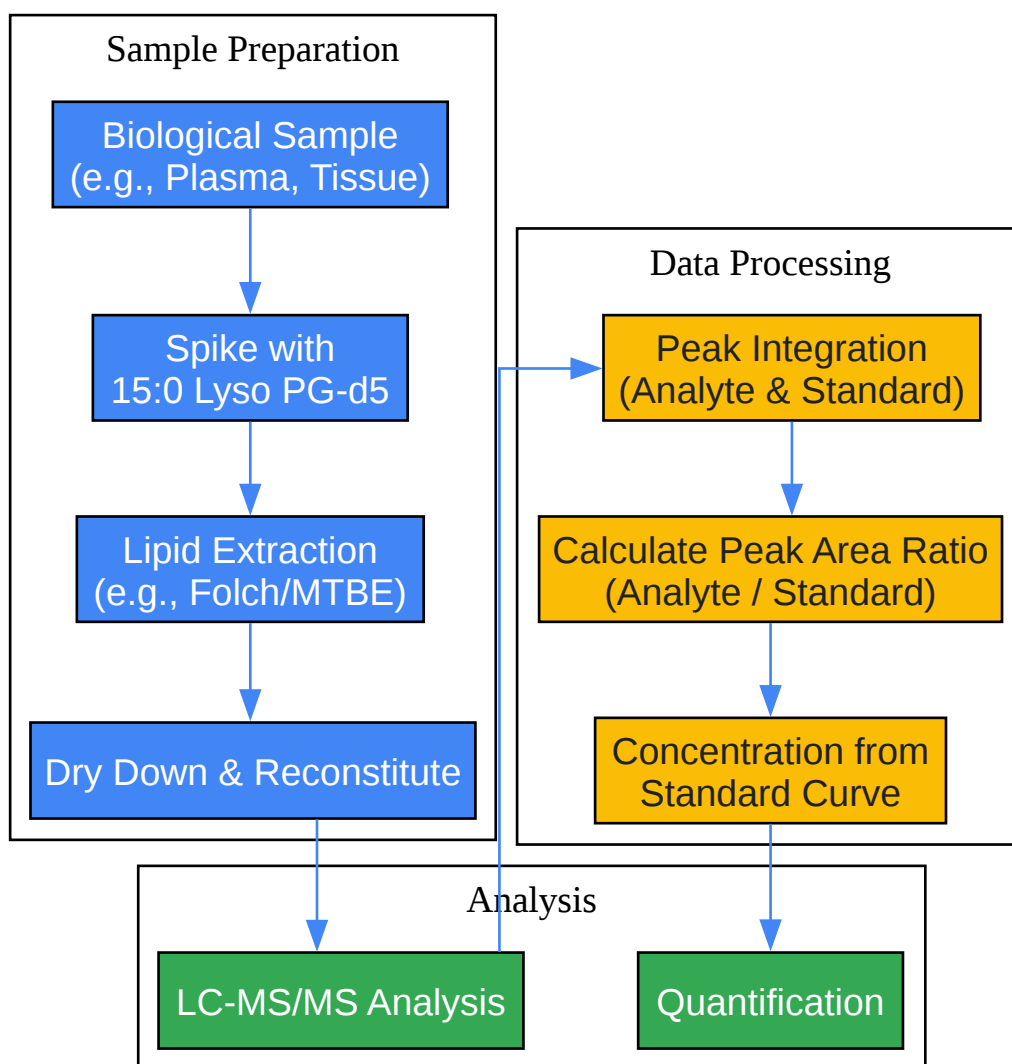 Sample Preparation
Biological Sample
(e.g., Plasma, Tissue)
Spike with
15:0 Lyso PG-d5
Lipid Extraction
(e.g., Folch/MTBE)
Dry Down & Reconstitute
Data Processing
Peak Integration
(Analyte & Standard)
Calculate Peak Area Ratio
(Analyte / Standard)
Concentration from
Standard Curve
Analysis
LC-MS/MS Analysis
Quantification